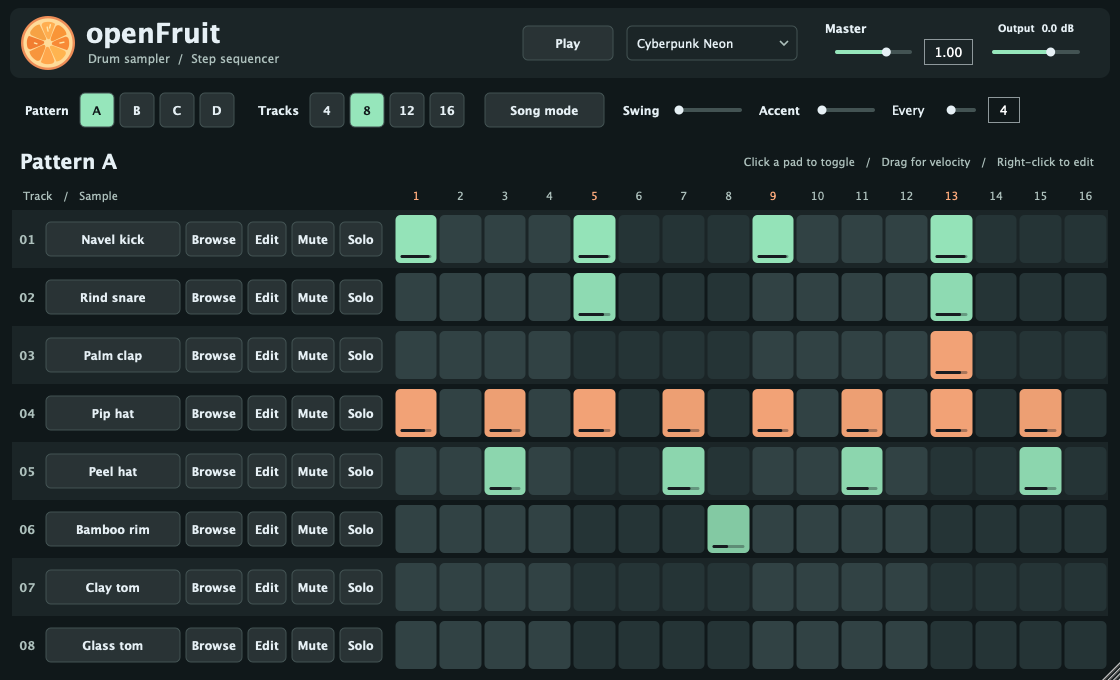 openFruit
Drum sampler / Step sequencer
Play
Cyberpunk Neon
Master
1.00
Output 0.0 dB
Pattern A B C D Tracks 4 8 12 16 Song mode Swing Accent Every 4
Pattern A
Click a pad to toggle / Drag for velocity / Right-click to edit
Track / Sample 1 2 3 4 5 6 7 8 9 10 11 12 13 14 15 16
01 Navel kick Browse Edit Mute Solo
02 Rind snare Browse Edit Mute Solo
03 Palm clap Browse Edit Mute Solo
04 Pip hat Browse Edit Mute Solo
05 Peel hat Browse Edit Mute Solo
06 Bamboo rim Browse Edit Mute Solo
07 Clay tom Browse Edit Mute Solo
08 Glass tom Browse Edit Mute Solo